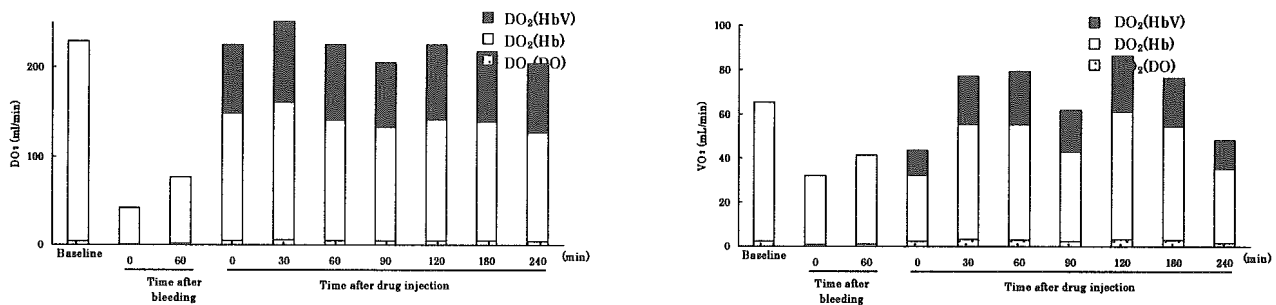 DO₂ (ml/min)
200
100
0
DO₂(HbV)
DO₂(Hb)
DO₂(DO)
Baseline
0 60 0 30 60 90 120 180 240 (min)
Time after bleeding
Time after drug injection
VO₂ (mL/min)
100
80
60
40
20
0
DO₂(HbV)
DO₂(Hb)
O₂(DO)
Baseline
0 60 0 30 60 90 120 180 240 (min)
Time after
bleeding
Time after drug injection